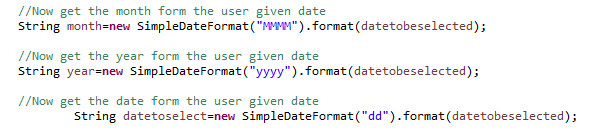 //Now get the month form the user given date
String month=new SimpleDateFormat("MMMM").format(datetobeselected);
//Now get the year form the user given date
String year=new SimpleDateFormat("yyyy").format(datetobeselected);
//Now get the date form the user given date
String datetoselect=new SimpleDateFormat("dd").format(datetobeselected);